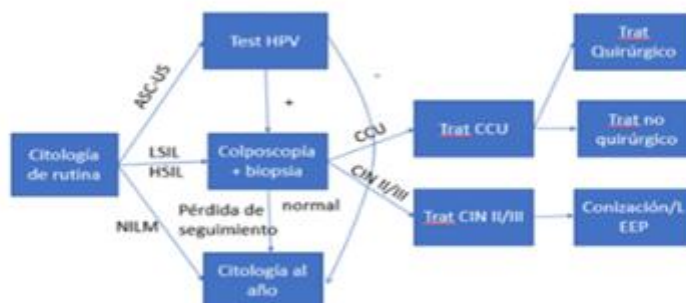 Test HPV
Trat
Quirúrgico
ASC-US
-
+
CCU
Trat CCU
Trat no
quirúrgico
Citología
de rutina
LSIL
HSIL
Colposcopía
+ biopsia
CIN II/III
NILM
Pérdida de
seguimiento
normal
Trat CIN II/III
Conización/L
EEP
Citología al
año